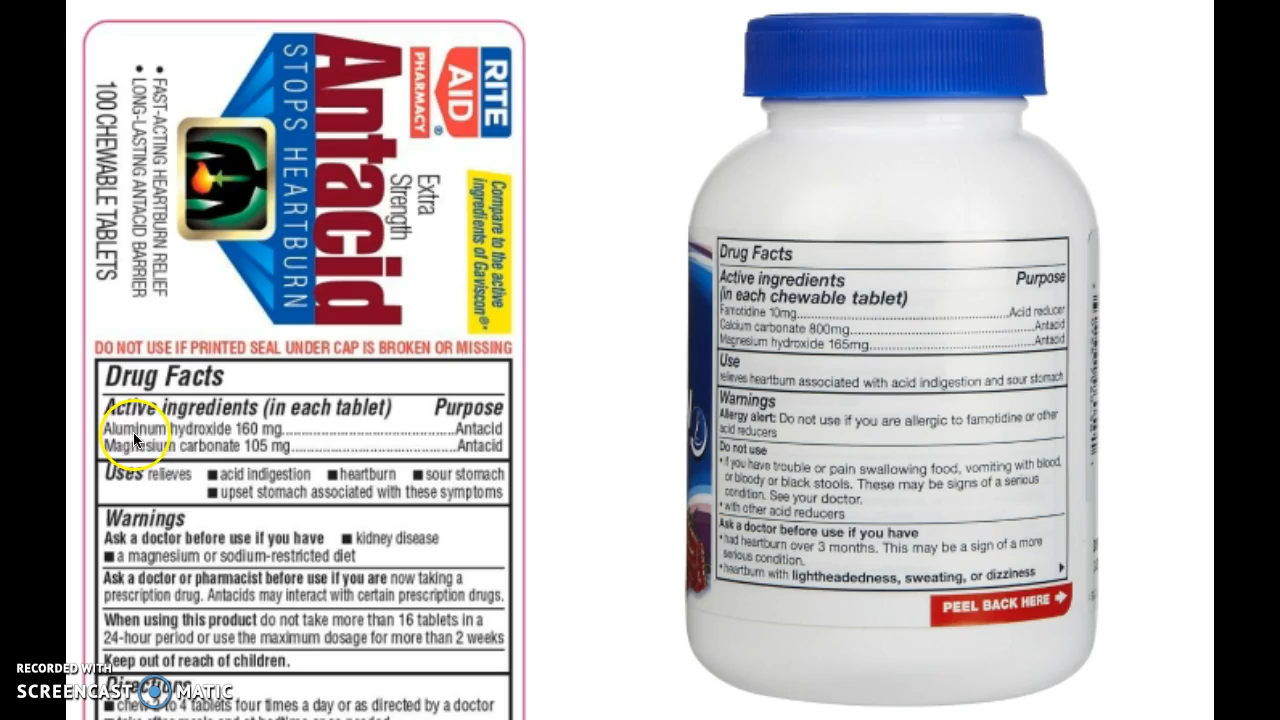 RITE
AID
PHARMACY®
Compare to the active
ingredients of Gaviscon®*
Extra
Strength
Antacid
STOPS HEARTBURN
• FAST-ACTING HEARTBURN RELIEF
• LONG-LASTING ANTACID BARRIER
100 CHEWABLE TABLETS
DO NOT USE IF PRINTED SEAL UNDER CAP IS BROKEN OR MISSING
Drug Facts
Active ingredients (in each tablet) Purpose
Aluminum hydroxide 160 mg Antacid
Magnesium carbonate 105 mg Antacid
Uses relieves ■ acid indigestion ■ heartburn ■ sour stomach
■ upset stomach associated with these symptoms
Warnings
Ask a doctor before use if you have ■ kidney disease
■ a magnesium or sodium-restricted diet
Ask a doctor or pharmacist before use if you are now taking a
prescription drug. Antacids may interact with certain prescription drugs.
When using this product do not take more than 16 tablets in a
24-hour period or use the maximum dosage for more than 2 weeks
Keep out of reach of children.
Directions
■ chew 2 to 4 tablets four times a day or as directed by a doctor
■ take after meals and at bedtime or as needed
Drug Facts
Active ingredients Purpose
(in each chewable tablet)
Famotidine 10mg Acid reducer
Calcium carbonate 800mg Antacid
Magnesium hydroxide 165mg Antacid
Use
relieves heartburn associated with acid indigestion and sour stomach
Warnings
Allergy alert: Do not use if you are allergic to famotidine or other
acid reducers
Do not use
• if you have trouble or pain swallowing food, vomiting with blood,
or bloody or black stools. These may be signs of a serious
condition. See your doctor.
• with other acid reducers
Ask a doctor before use if you have
• had heartburn over 3 months. This may be a sign of a more
serious condition.
• heartburn with lightheadedness, sweating, or dizziness
PEEL BACK HERE
RECORDED WITH
SCREENCAST MATIC